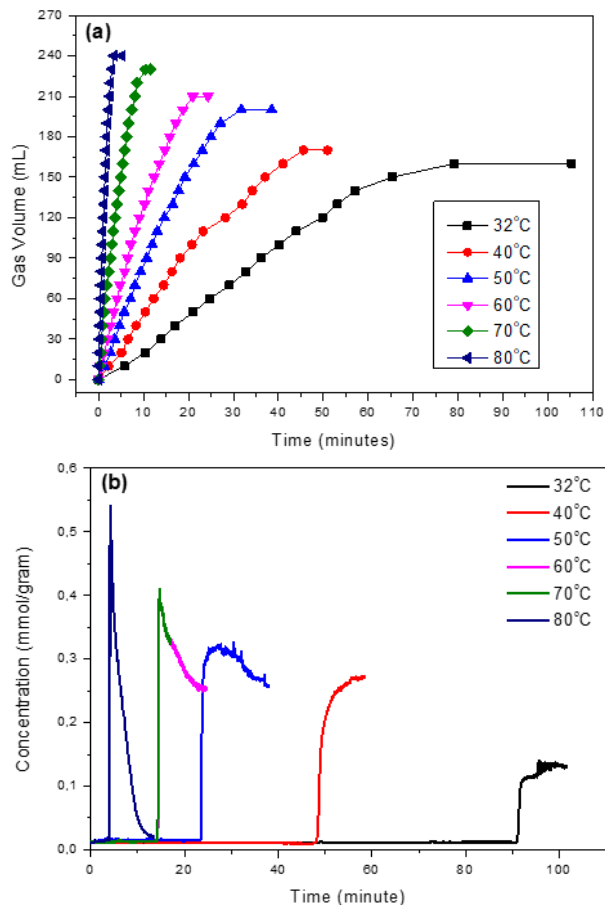 (a)
270
240
210
180
150
120
90
60
30
0
Gas Volume (mL)
32°C
40°C
50°C
60°C
70°C
80°C
0 10 20 30 40 50 60 70 80 90 100 110
Time (minutes)
(b)
0,6
0,5
0,4
0,3
0,2
0,1
0,0
Concentration (mmol/gram)
32°C
40°C
50°C
60°C
70°C
80°C
0 20 40 60 80 100
Time (minute)